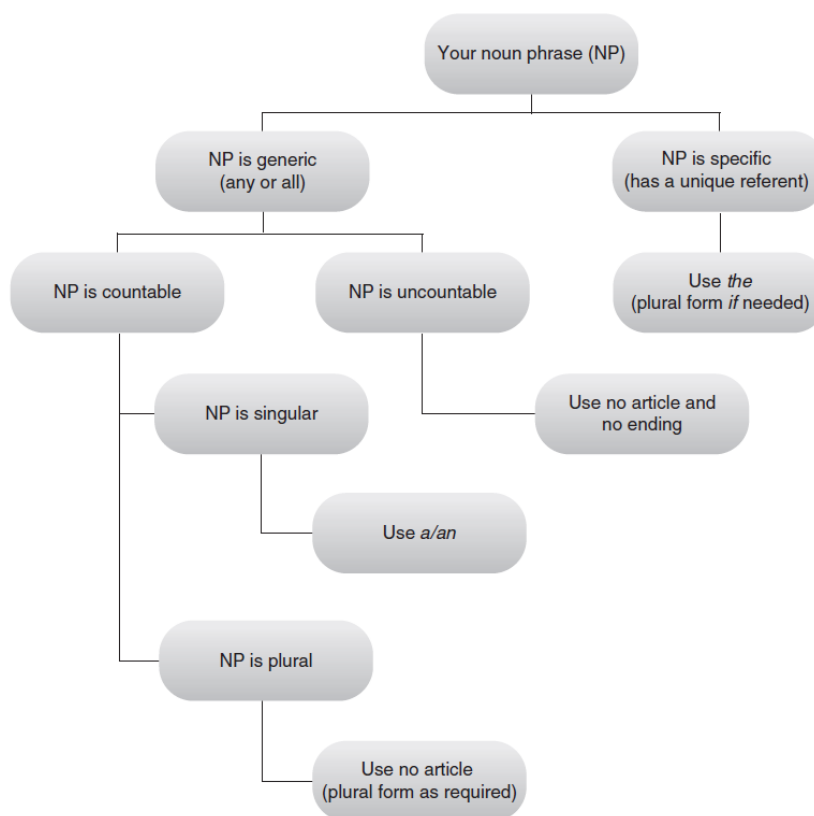 Your noun phrase (NP)
NP is generic
(any or all)
NP is specific
(has a unique referent)
NP is countable
NP is uncountable
Use the
(plural form if needed)
NP is singular
Use no article and
no ending
Use a/an
NP is plural
Use no article
(plural form as required)